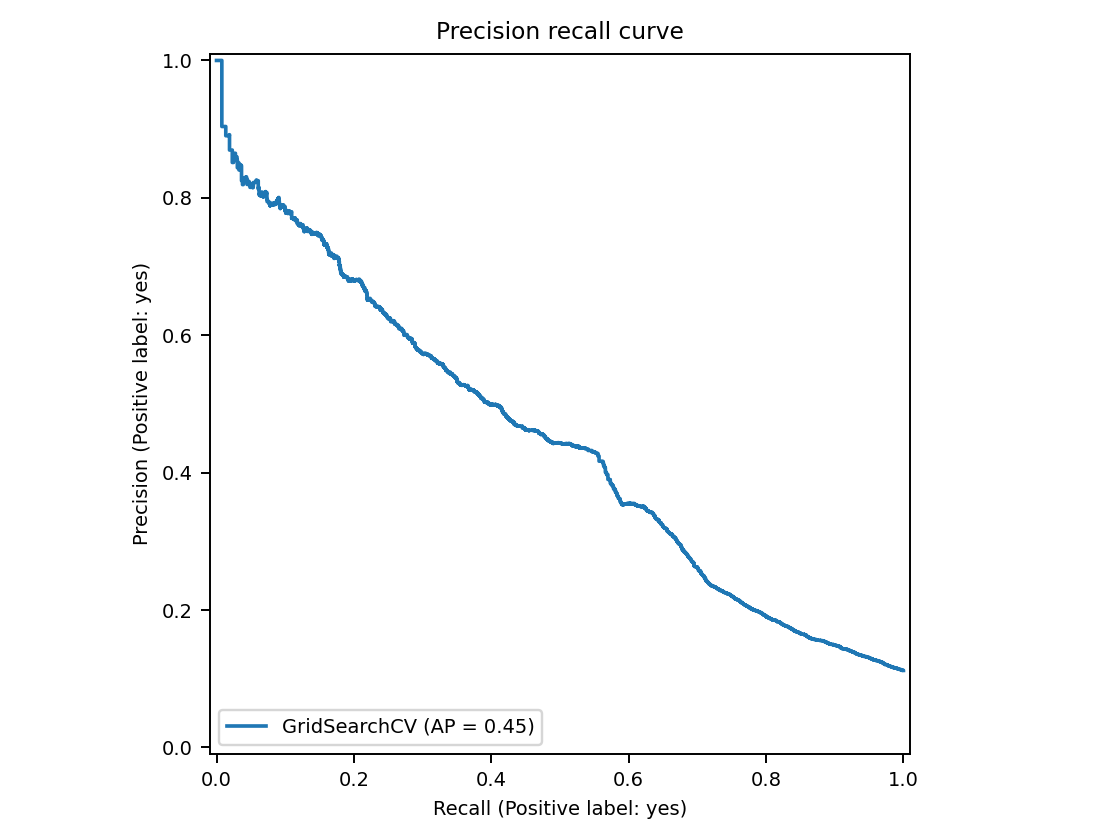 Precision recall curve
1.0
0.8
0.6
0.4
0.2
0.0
Precision (Positive label: yes)
GridSearchCV (AP = 0.45)
0.0 0.2 0.4 0.6 0.8 1.0
Recall (Positive label: yes)